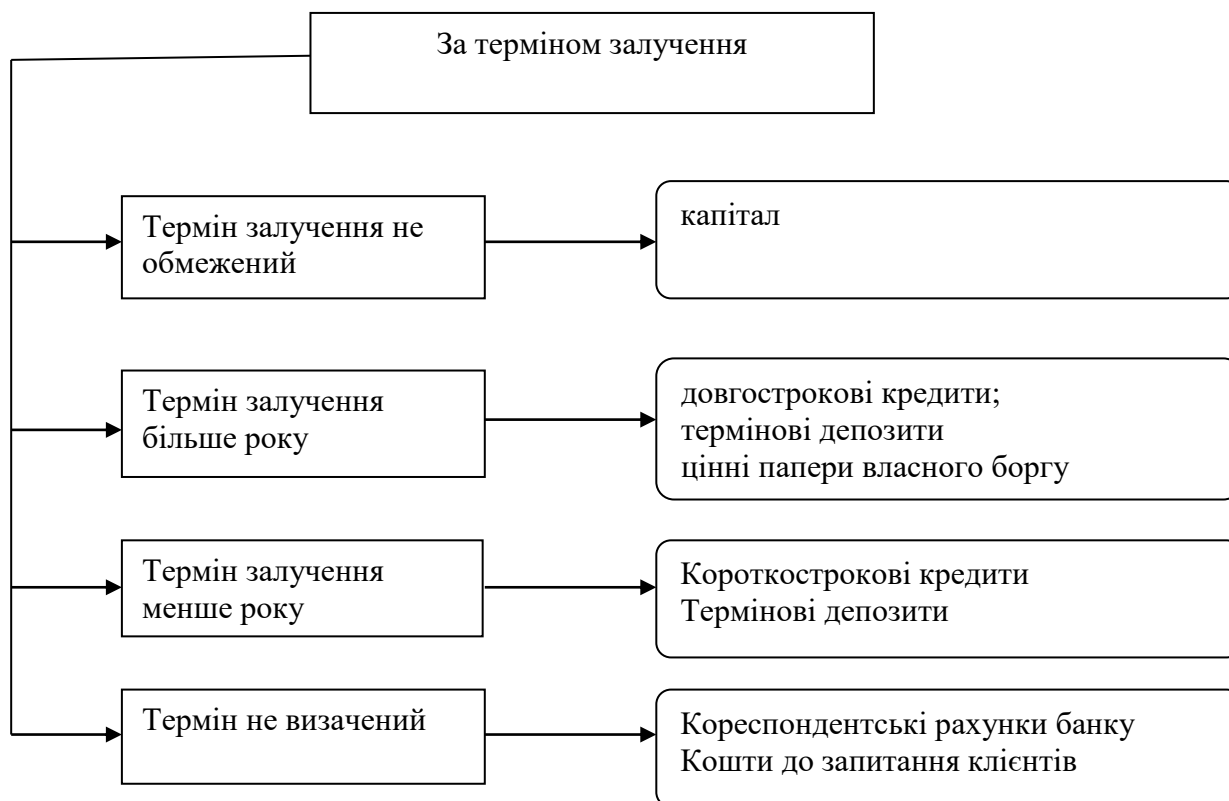 За терміном залучення
Термін залучення не
обмежений
капітал
Термін залучення
більше року
довгострокові кредити;
термінові депозити
цінні папери власного боргу
Термін залучення
менше року
Короткострокові кредити
Термінові депозити
Термін не визачений
Кореспондентські рахунки банку
Кошти до запитання клієнтів